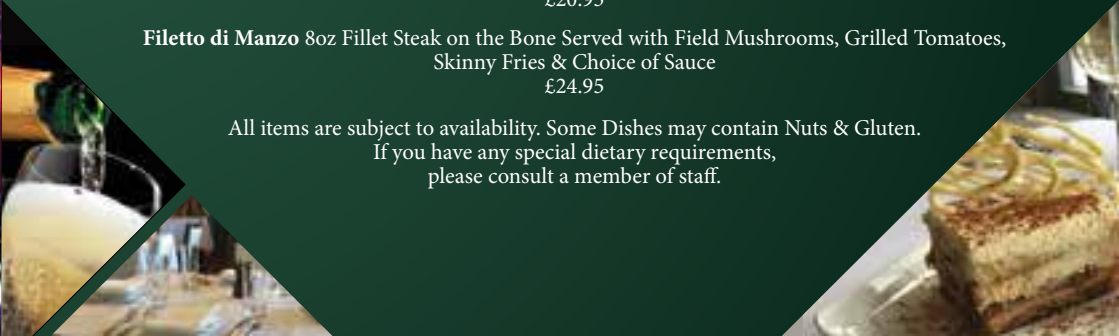 £20.95
Filetto di Manzo 8oz Fillet Steak on the Bone Served with Field Mushrooms, Grilled Tomatoes,
Skinny Fries & Choice of Sauce
£24.95
All items are subject to availability. Some Dishes may contain Nuts & Gluten.
If you have any special dietary requirements,
please consult a member of staff.